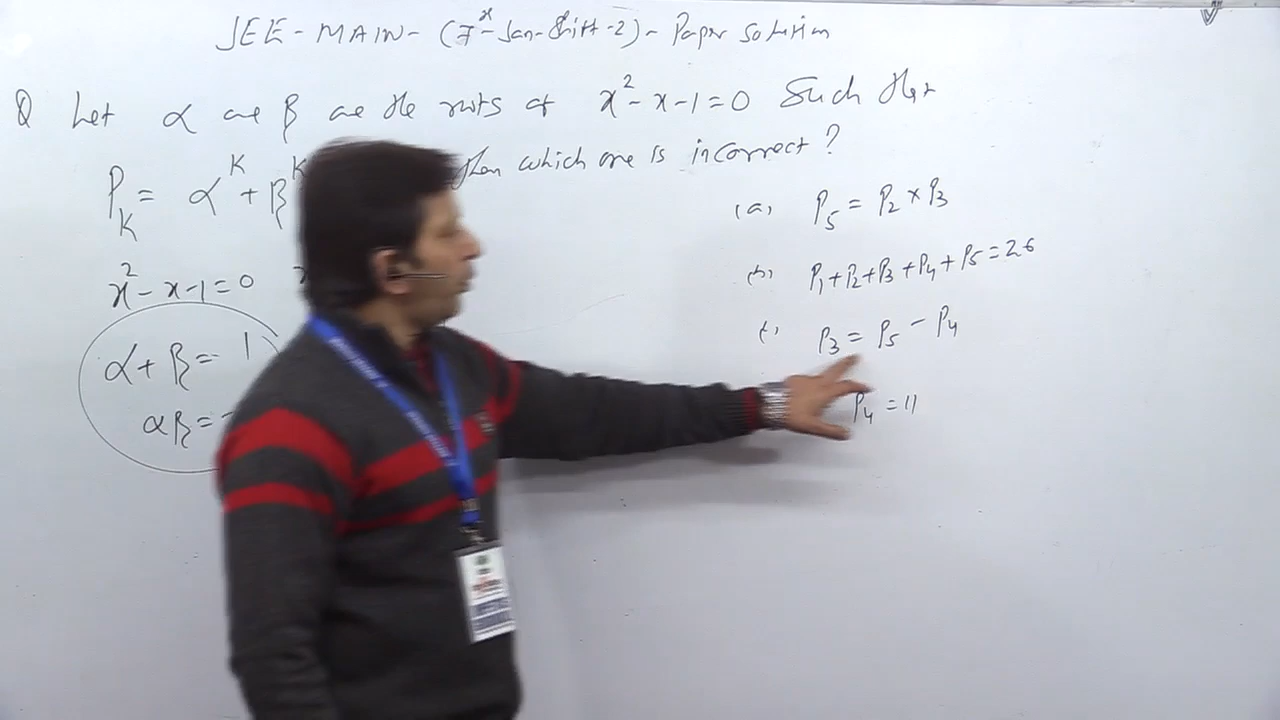 JEE-MAIN-(7-Jan-Shift-2)-Paper Solution
Q Let α are β are the roots of x²-x-1=0 Such that
P_K = α^K + β^K then which one is incorrect?
(a) P5 = P2 × P3
(b) P1+P2+P3+P4+P5=26
(c) P3 = P5 - P4
P4 = 11
x²-x-1=0
α+β=1
αβ=-